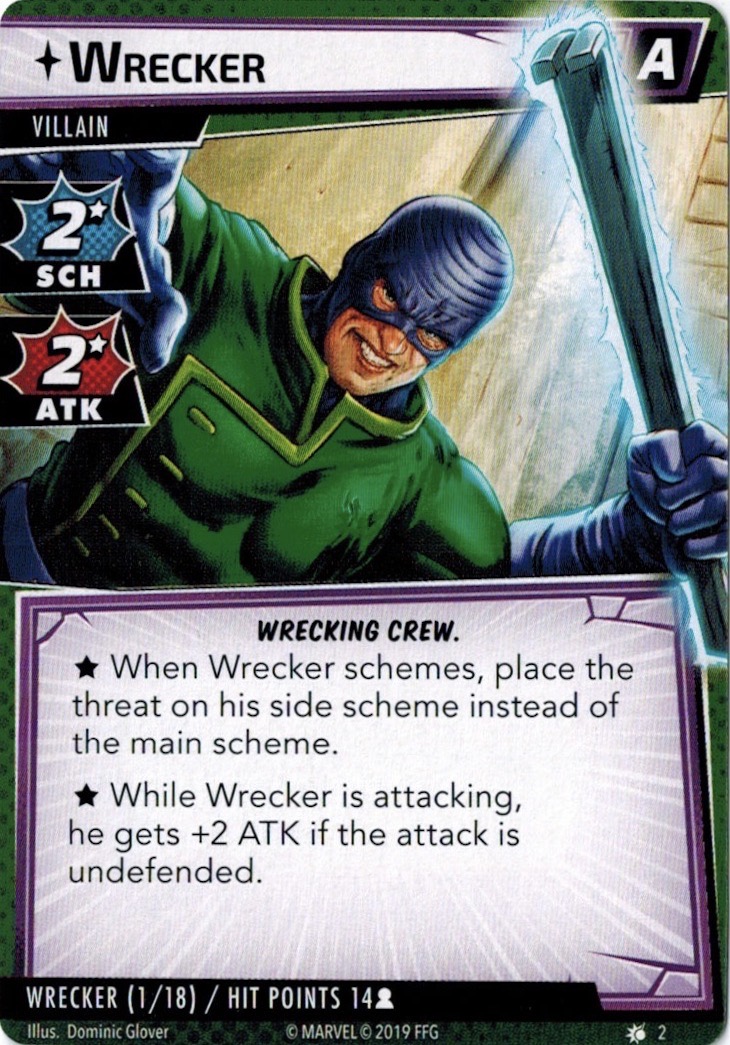 WRECKER
A
VILLAIN
2
SCH
2
ATK
WRECKING CREW.
★ When Wrecker schemes, place the
threat on his side scheme instead of
the main scheme.
★ While Wrecker is attacking,
he gets +2 ATK if the attack is
undefended.
WRECKER (1/18) / HIT POINTS 14
Illus. Dominic Glover © MARVEL © 2019 FFG 2